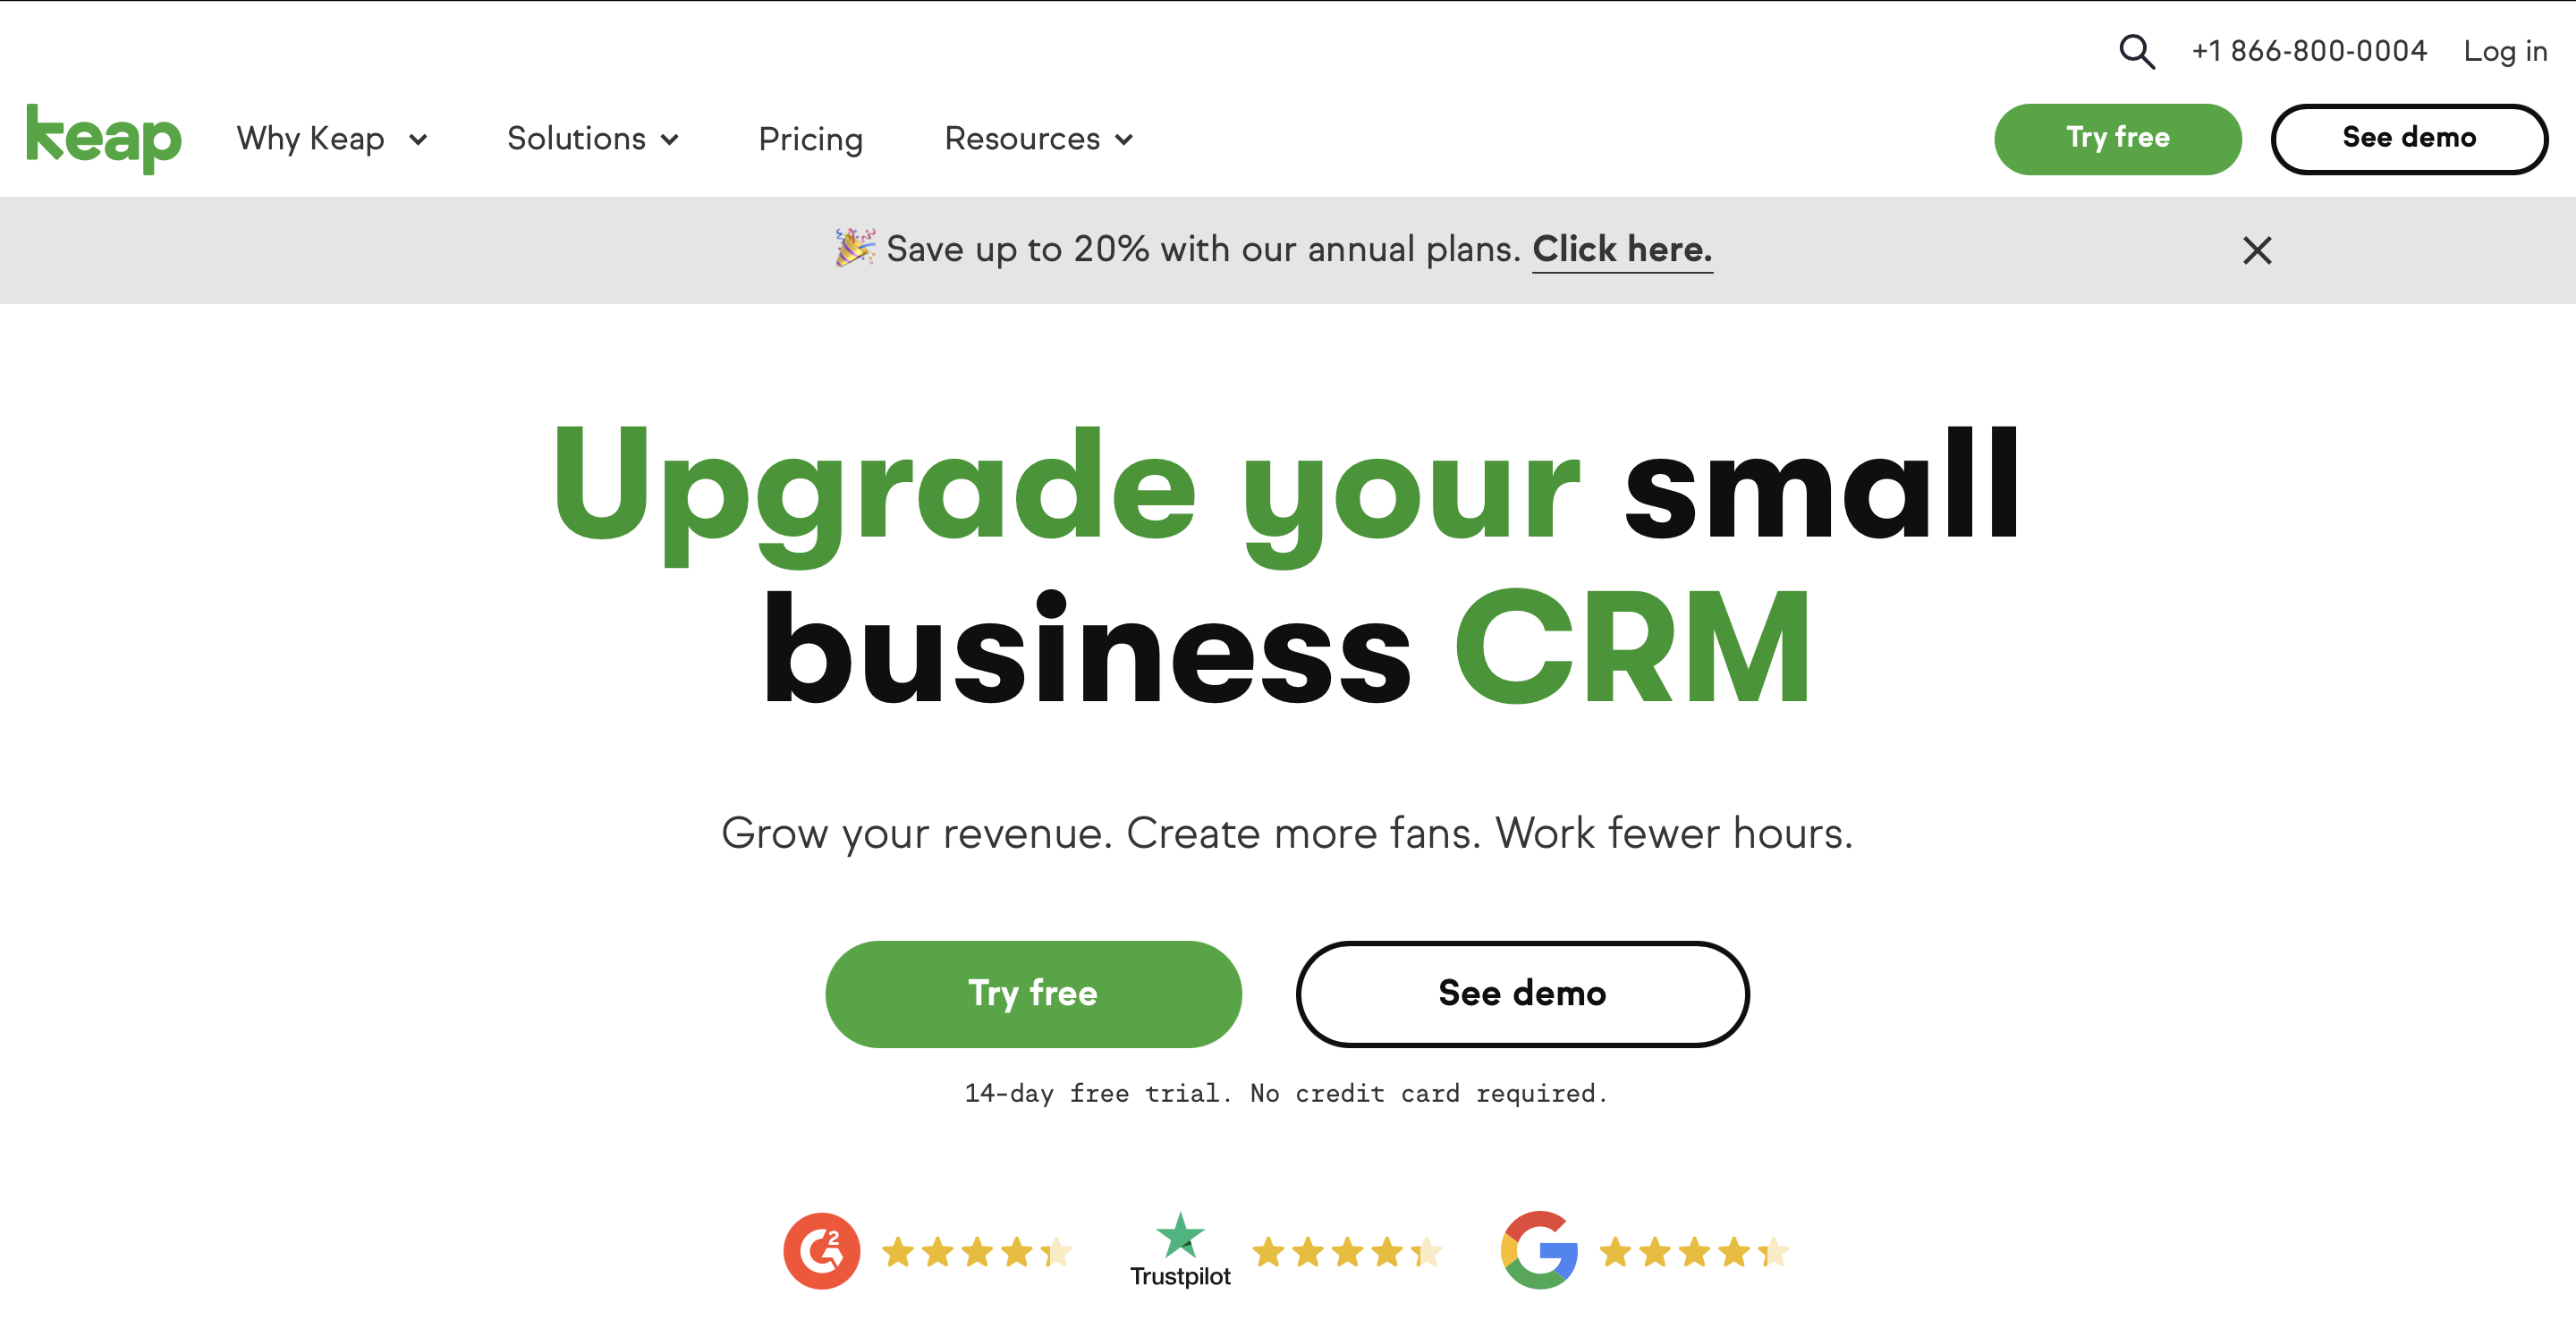 +1 866-800-0004 Log in
keap Why Keap Solutions Pricing Resources Try free See demo
🎉 Save up to 20% with our annual plans. Click here.
Upgrade your small
business CRM
Grow your revenue. Create more fans. Work fewer hours.
Try free See demo
14-day free trial. No credit card required.
G2
Trustpilot
G